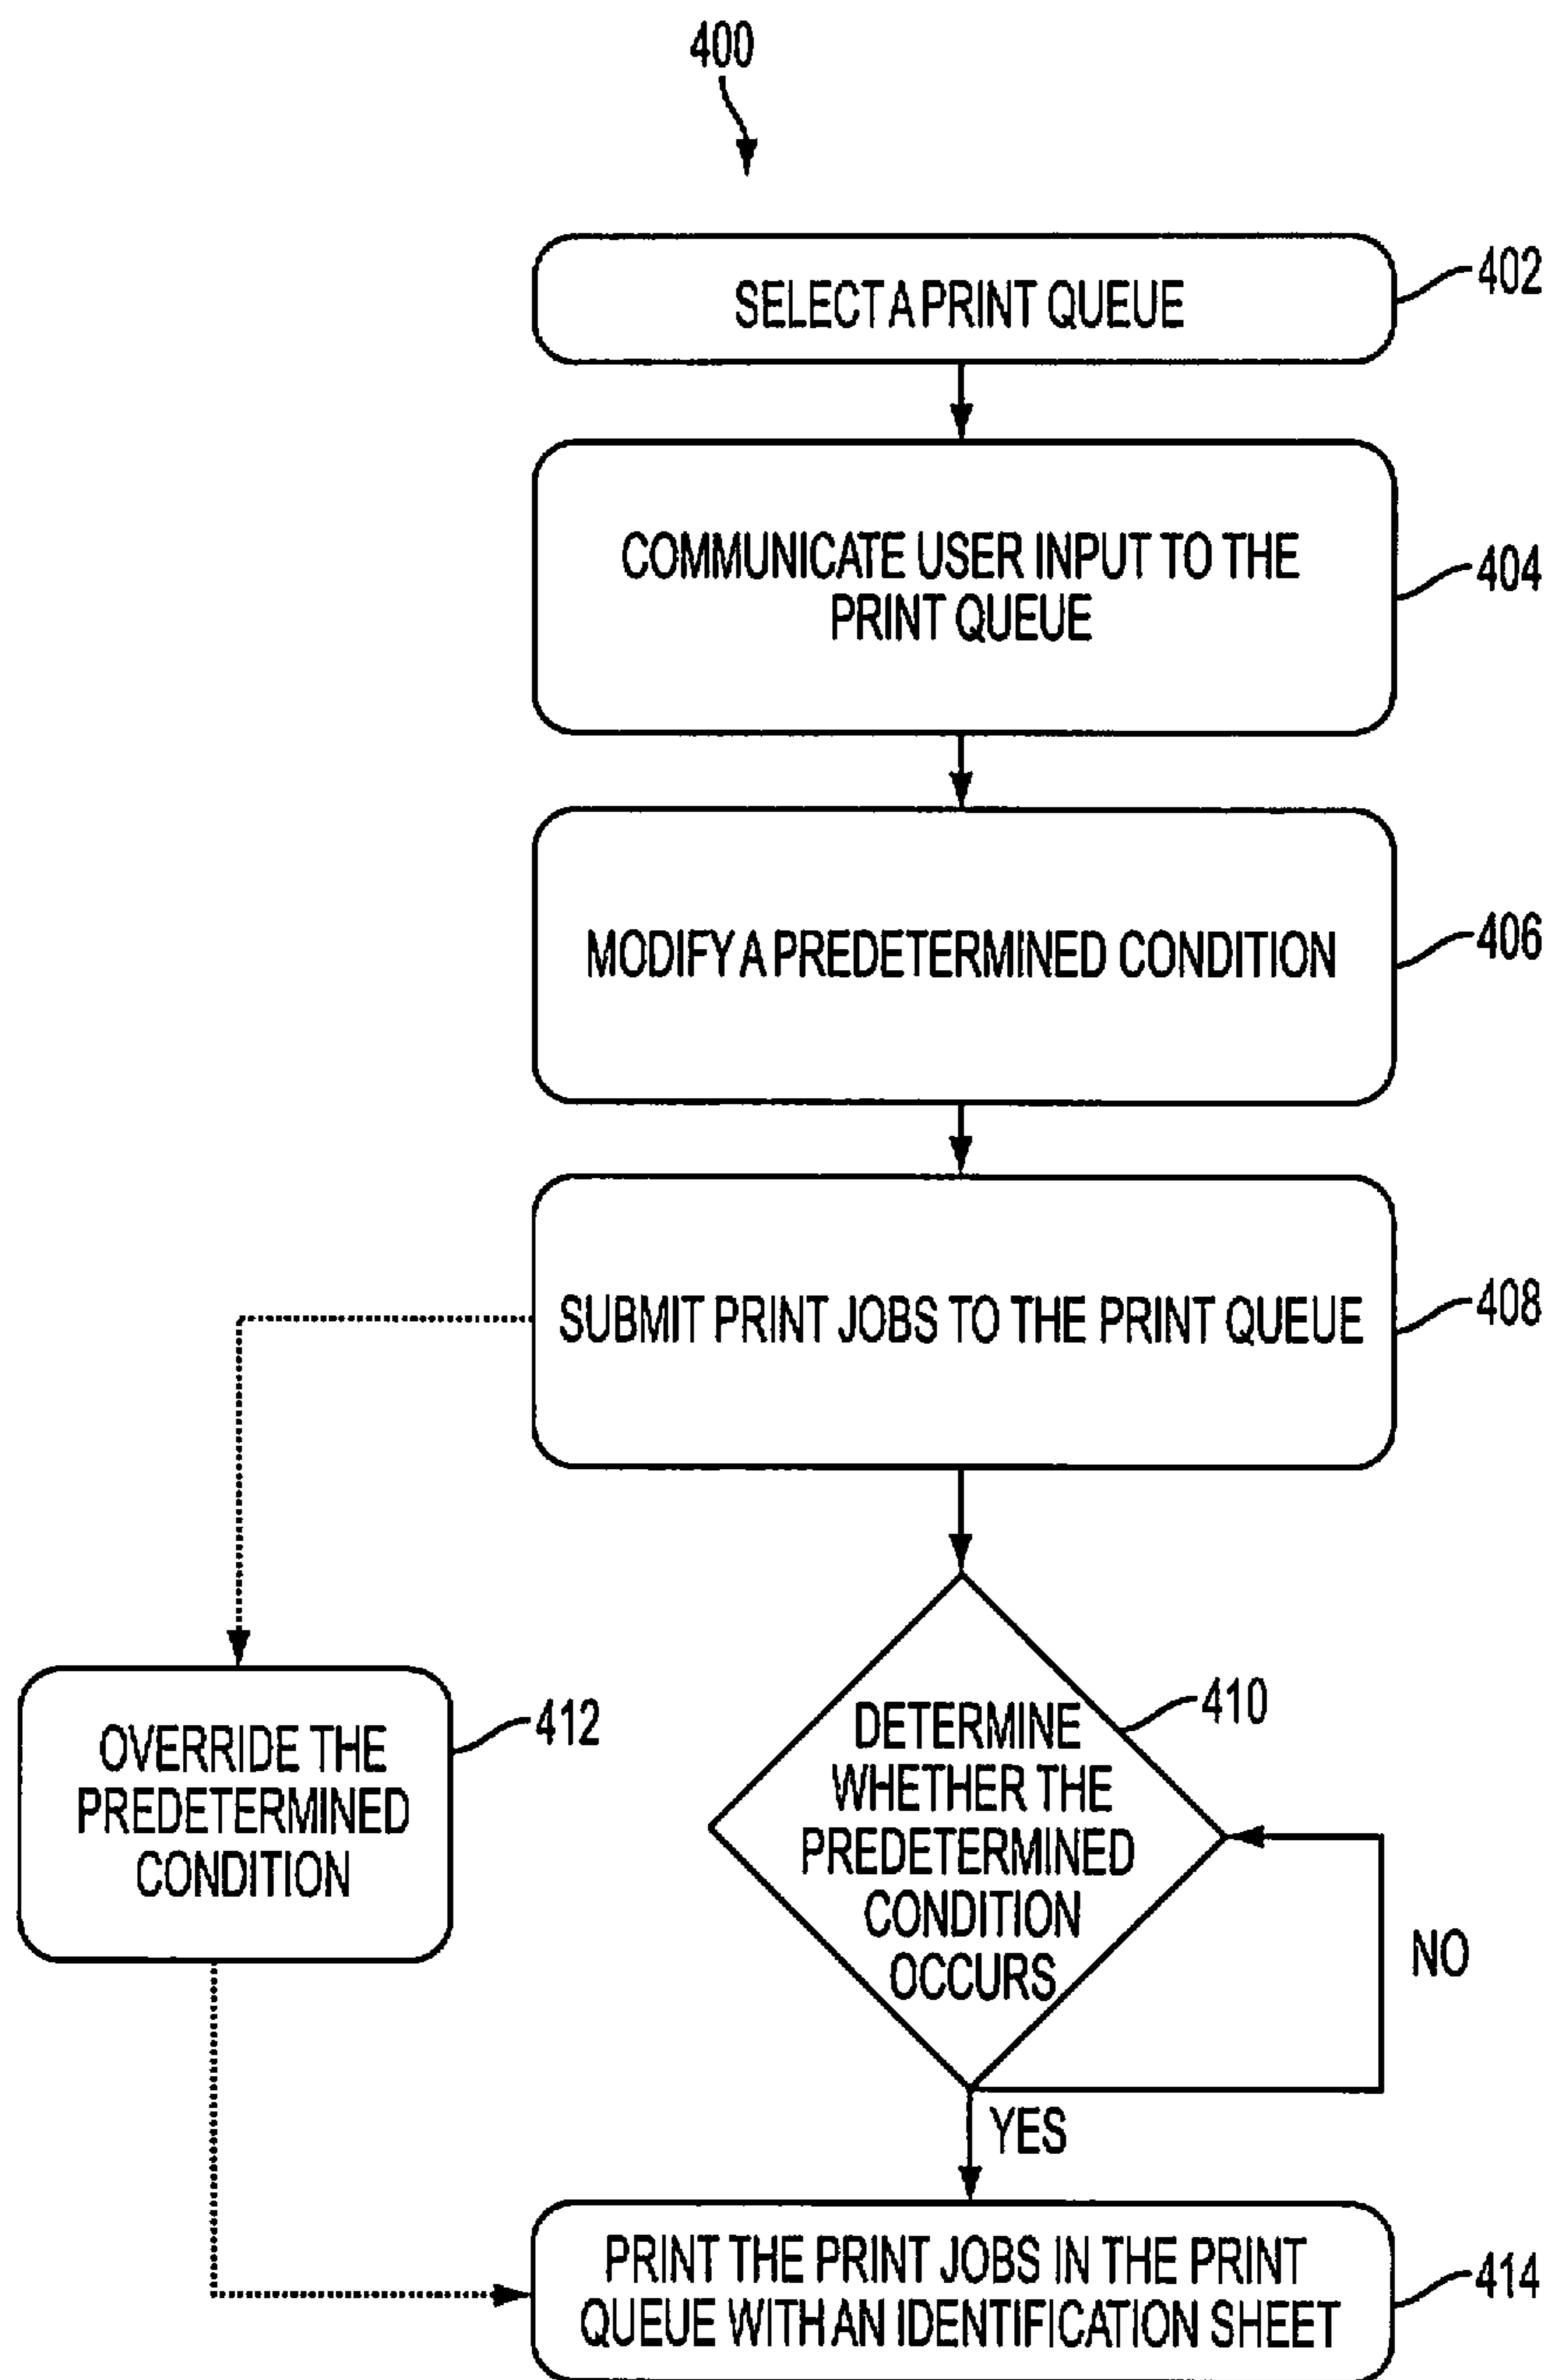 400
SELECT A PRINT QUEUE
402
COMMUNICATE USER INPUT TO THE
PRINT QUEUE
404
MODIFY A PREDETERMINED CONDITION
406
SUBMIT PRINT JOBS TO THE PRINT QUEUE
408
OVERRIDE THE
PREDETERMINED
CONDITION
412
DETERMINE
WHETHER THE
PREDETERMINED
CONDITION
OCCURS
410
NO
YES
PRINT THE PRINT JOBS IN THE PRINT
QUEUE WITH AN IDENTIFICATION SHEET
414